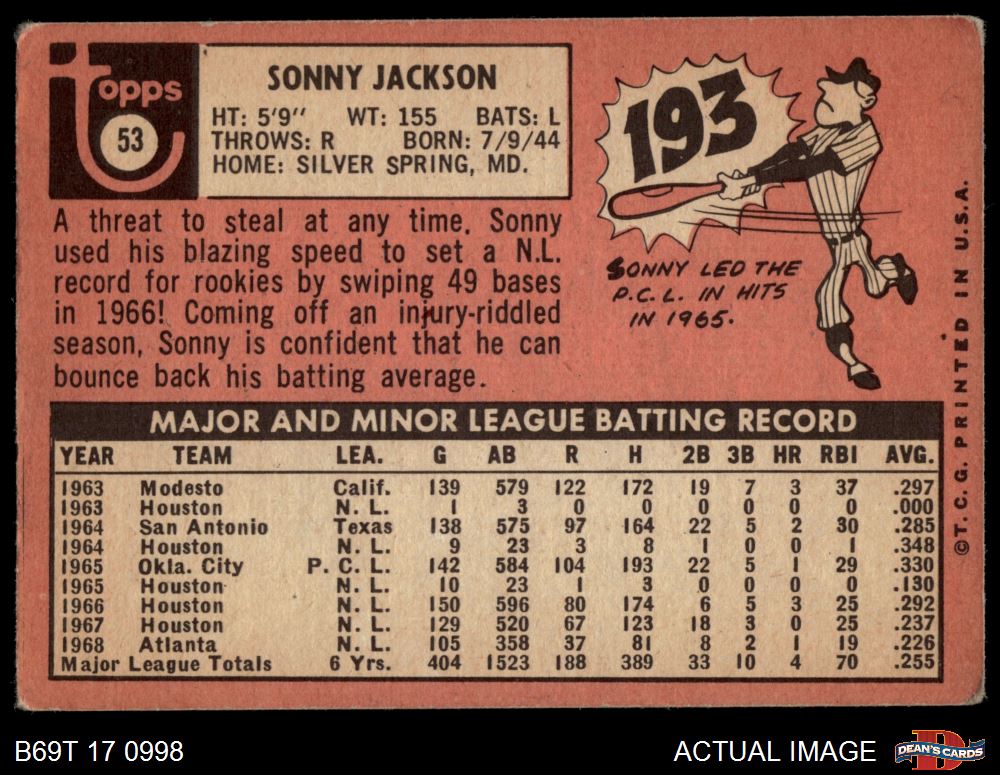 Topps
53
SONNY JACKSON
HT: 5'9" WT: 155 BATS: L
THROWS: R BORN: 7/9/44
HOME: SILVER SPRING, MD.
A threat to steal at any time, Sonny
used his blazing speed to set a N.L.
record for rookies by swiping 49 bases
in 1966! Coming off an injury-riddled
season, Sonny is confident that he can
bounce back his batting average.
193
SONNY LED THE
P.C.L. IN HITS
IN 1965.
MAJOR AND MINOR LEAGUE BATTING RECORD
YEAR TEAM LEA. G AB R H 2B 3B HR RBI AVG.
1963 Modesto Calif. 139 579 122 172 19 7 3 37 .297
1963 Houston N. L. 1 3 0 0 0 0 0 0 .000
1964 San Antonio Texas 138 575 97 164 22 5 2 30 .285
1964 Houston N. L. 9 23 3 8 1 0 0 1 .348
1965 Okla. City P. C. L. 142 584 104 193 22 5 1 29 .330
1965 Houston N. L. 10 23 1 3 0 0 0 0 .130
1966 Houston N. L. 150 596 80 174 6 5 3 25 .292
1967 Houston N. L. 129 520 67 123 18 3 0 25 .237
1968 Atlanta N. L. 105 358 37 81 8 2 1 19 .226
Major League Totals 6 Yrs. 404 1523 188 389 33 10 4 70 .255
©T. C. G. PRINTED IN U.S.A.
B69T 17 0998
ACTUAL IMAGE
DEAN'S CARDS